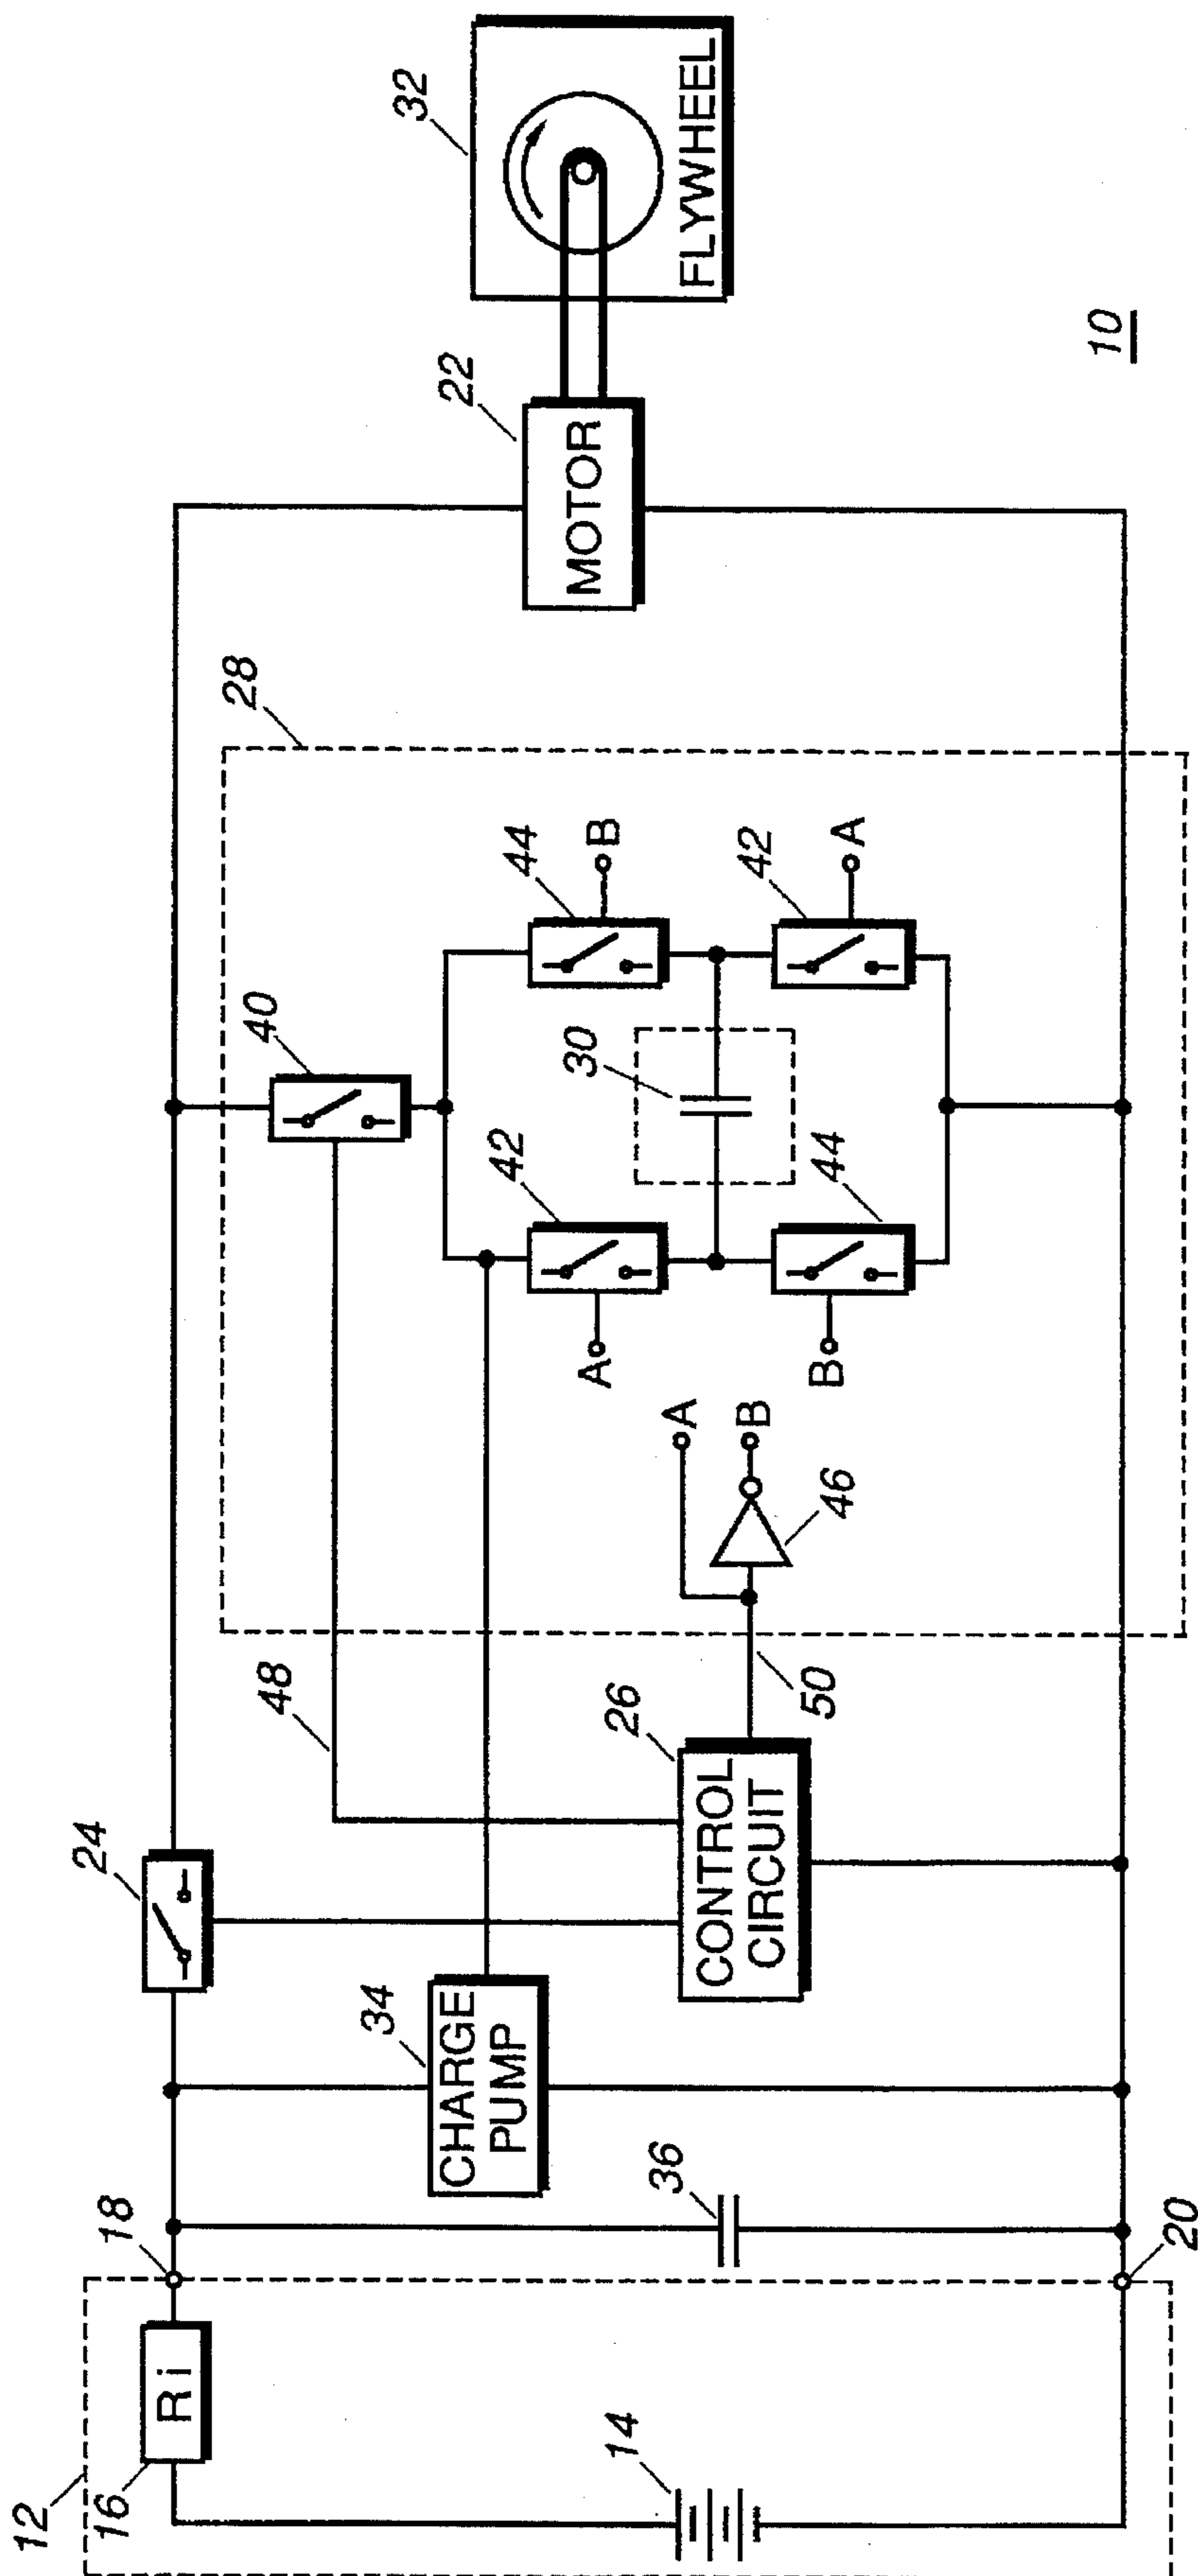 12
16
Ri
14
18
20
36
34
CHARGE
PUMP
24
26
CONTROL
CIRCUIT
48
50
46
A
B
A
B
42
44
30
40
44
B
42
A
28
22
MOTOR
32
FLYWHEEL
10